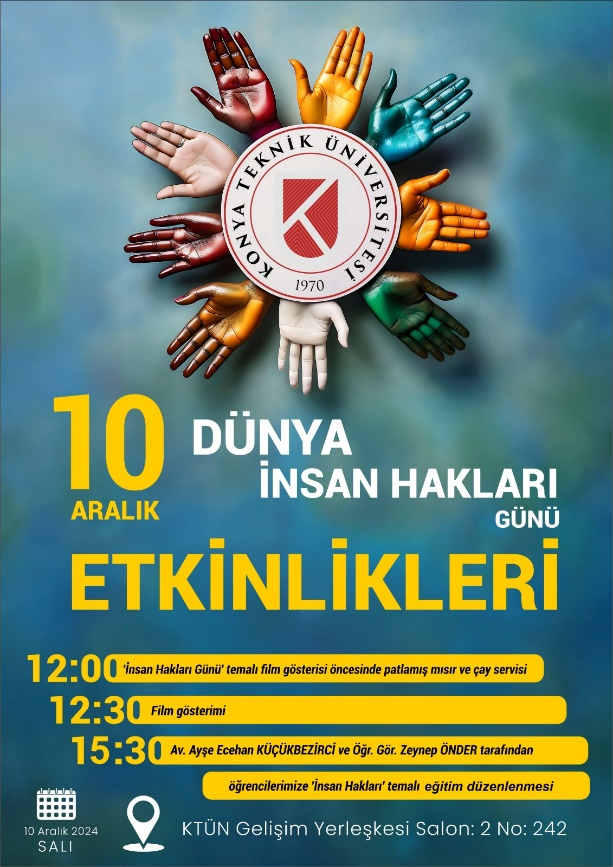 KONYA TEKNİK ÜNİVERSİTESİ
1970
10
ARALIK
DÜNYA
İNSAN HAKLARI
GÜNÜ
ETKİNLİKLERİ
12:00 'İnsan Hakları Günü' temalı film gösterisi öncesinde patlamış mısır ve çay servisi
12:30 Film gösterimi
15:30 Av. Ayşe Ecehan KÜÇÜKBEZİRCİ ve Öğr. Gör. Zeynep ÖNDER tarafından
öğrencilerimize 'İnsan Hakları' temalı eğitim düzenlenmesi
10 Aralık 2024
SALI
KTÜN Gelişim Yerleşkesi Salon: 2 No: 242